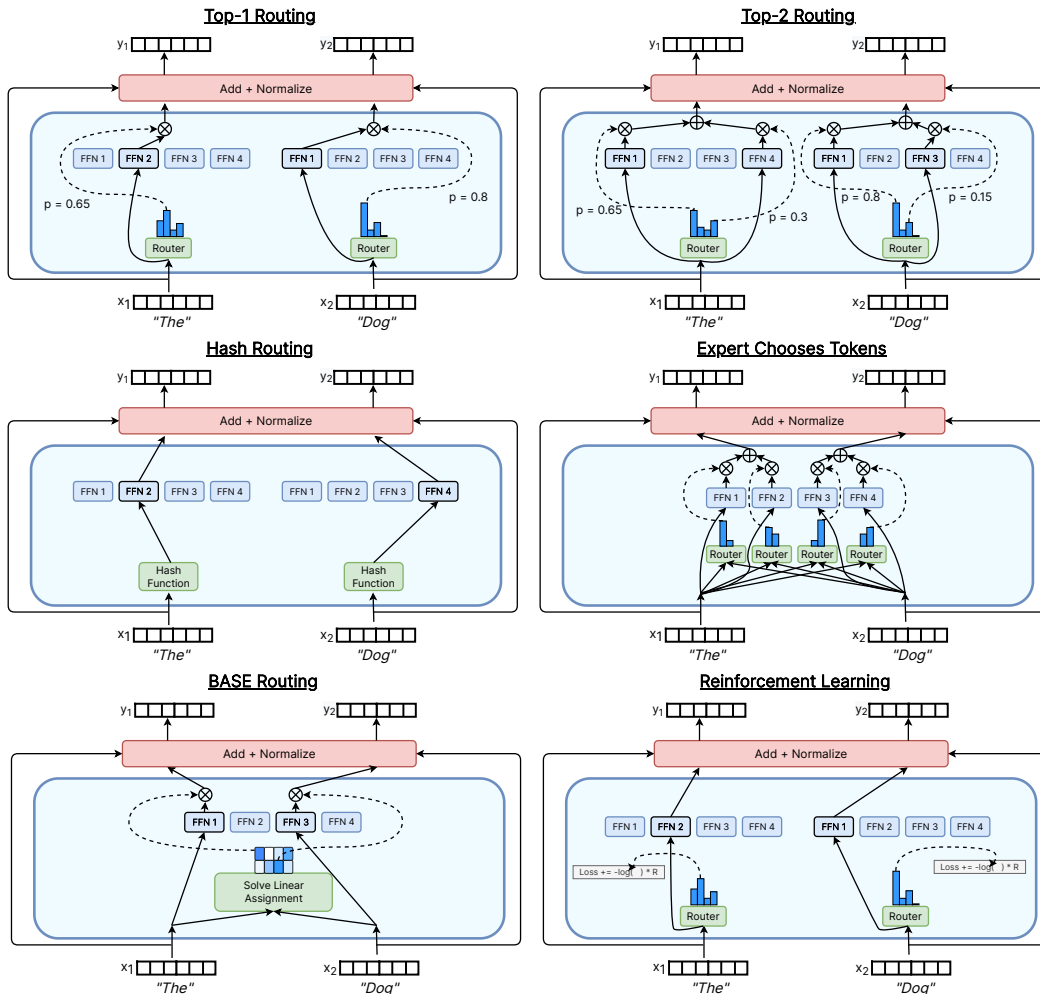 Top-1 Routing
y1 y2
Add + Normalize
FFN 1 FFN 2 FFN 3 FFN 4 FFN 1 FFN 2 FFN 3 FFN 4
p = 0.65 p = 0.8
Router Router
x1 x2
"The" "Dog"
Top-2 Routing
y1 y2
Add + Normalize
FFN 1 FFN 2 FFN 3 FFN 4 FFN 1 FFN 2 FFN 3 FFN 4
p = 0.65 p = 0.3 p = 0.8 p = 0.15
Router Router
x1 x2
"The" "Dog"
Hash Routing
y1 y2
Add + Normalize
FFN 1 FFN 2 FFN 3 FFN 4 FFN 1 FFN 2 FFN 3 FFN 4
Hash Hash
Function Function
x1 x2
"The" "Dog"
Expert Chooses Tokens
y1 y2
Add + Normalize
FFN 1 FFN 2 FFN 3 FFN 4
Router Router Router Router
x1 x2
"The" "Dog"
BASE Routing
y1 y2
Add + Normalize
FFN 1 FFN 2 FFN 3 FFN 4
Solve Linear
Assignment
x1 x2
"The" "Dog"
Reinforcement Learning
y1 y2
Add + Normalize
FFN 1 FFN 2 FFN 3 FFN 4 FFN 1 FFN 2 FFN 3 FFN 4
Loss += -log( ) * R Loss += -log( ) * R
Router Router
x1 x2
"The" "Dog"